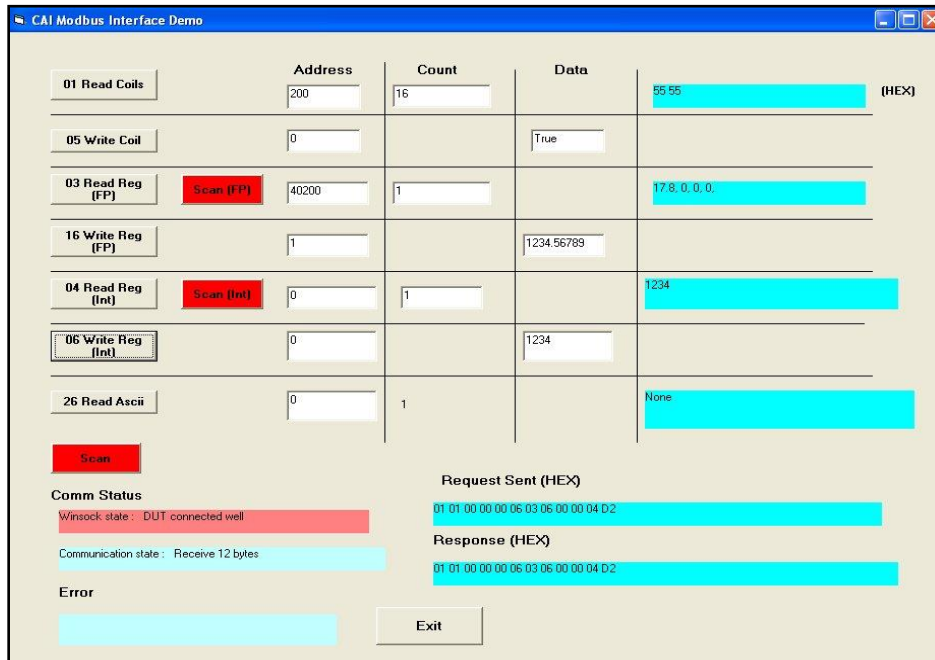 CAI Modbus Interface Demo
Address Count Data
01 Read Coils 200 16 55 55 (HEX)
05 Write Coil 0 True
03 Read Reg
(FP) Scan (FP) 40200 1 17.8, 0, 0, 0,
16 Write Reg
(FP) 1 1234.56789
04 Read Reg
(Int) Scan (Int) 0 1 1234
06 Write Reg
(Int) 0 1234
26 Read Ascii 0 1 None
Scan
Request Sent (HEX)
Comm Status
Winsock state : DUT connected well
01 01 00 00 00 06 03 06 00 00 04 D2
Response (HEX)
Communication state : Receive 12 bytes
01 01 00 00 00 06 03 06 00 00 04 D2
Error
Exit